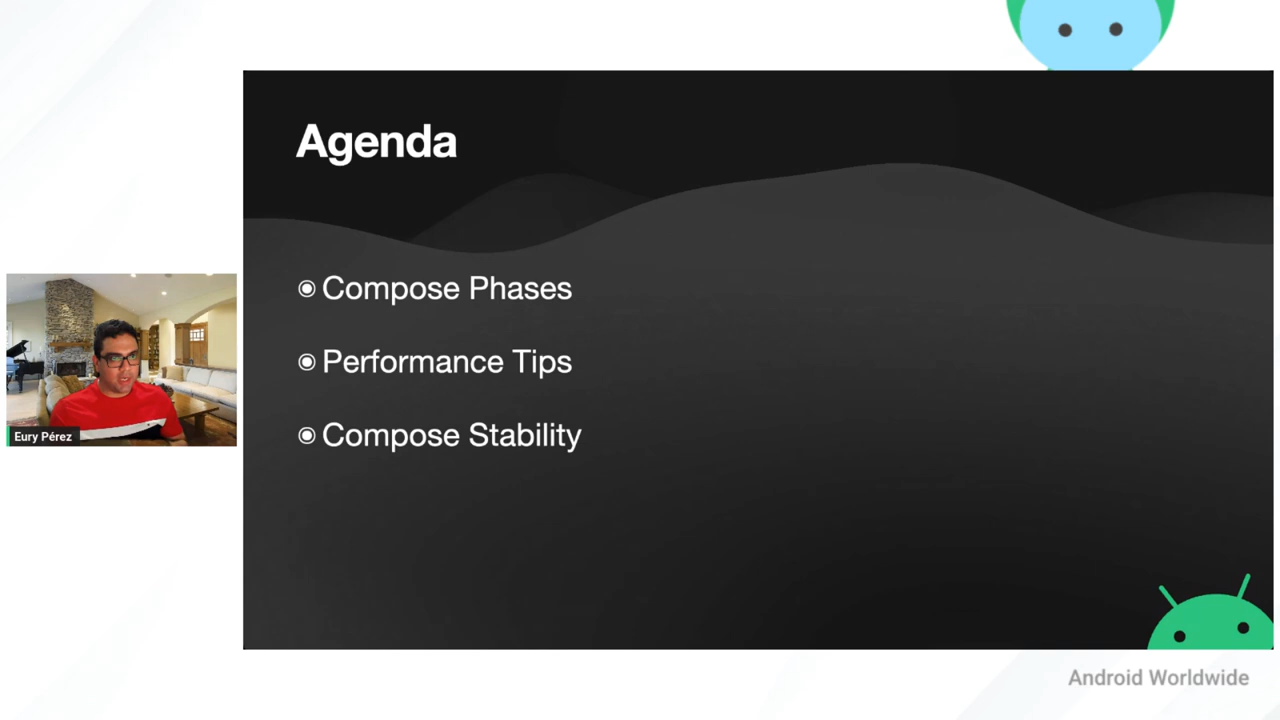 Agenda
Compose Phases
Performance Tips
Compose Stability
Eury Pérez
Android Worldwide